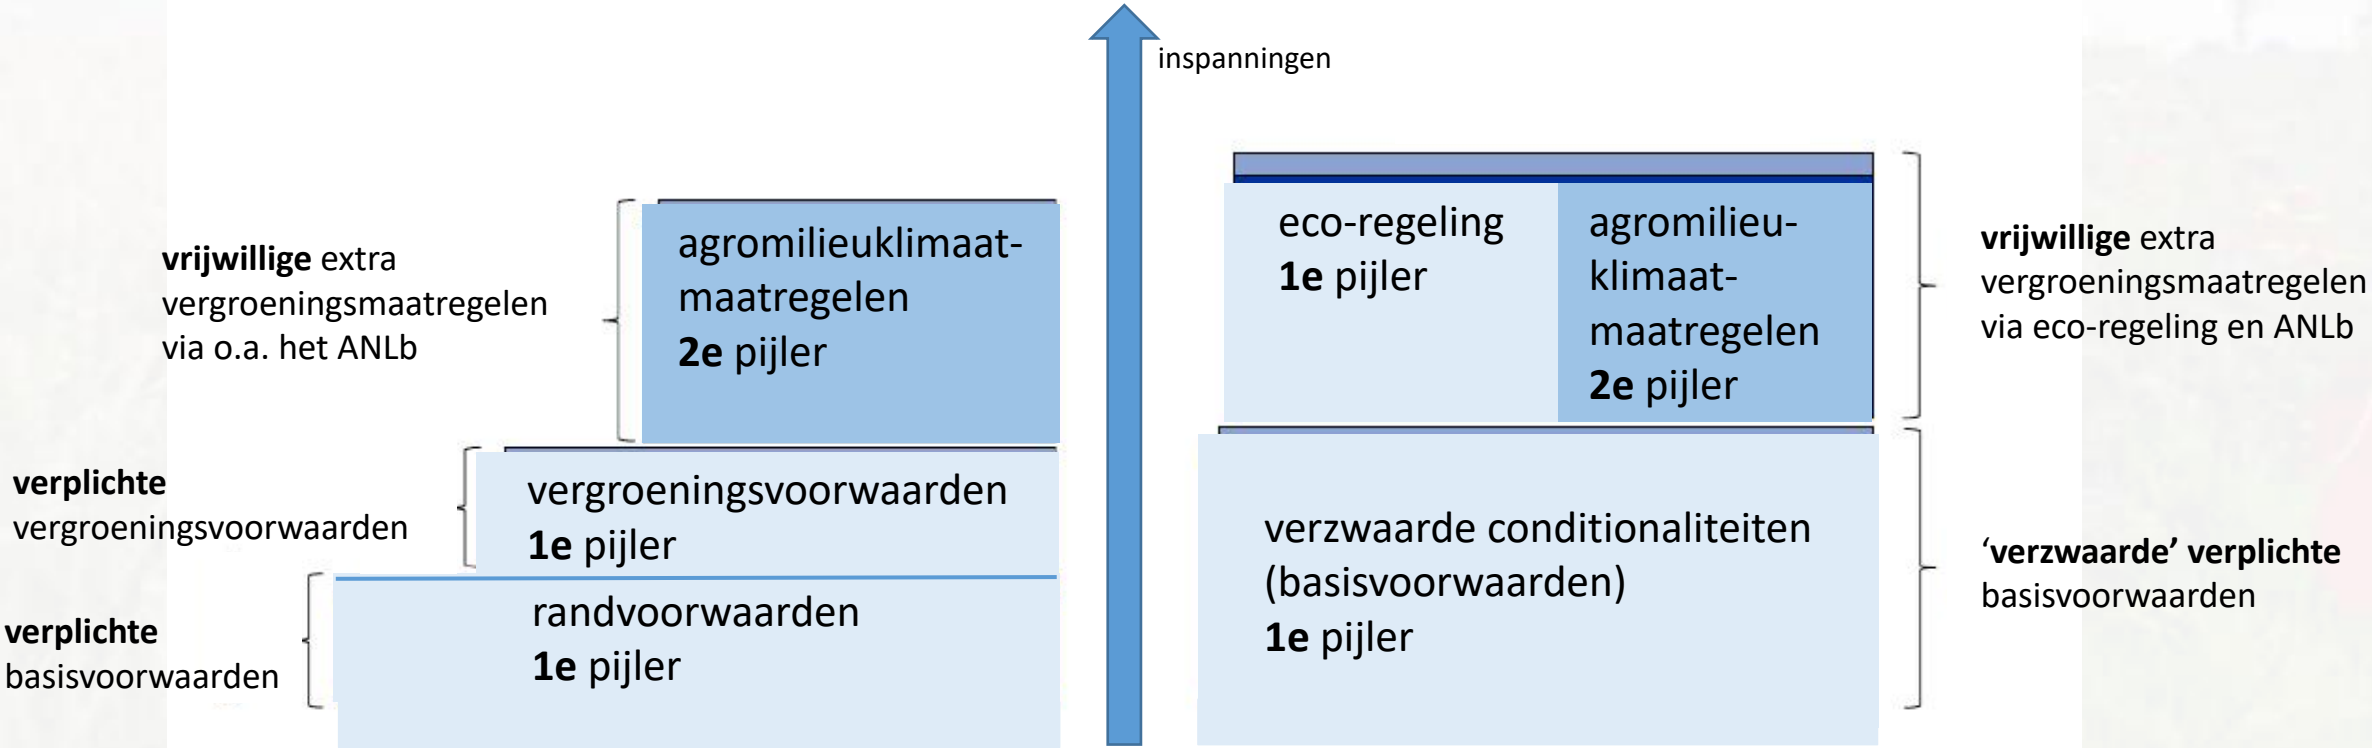 inspanningen
vrijwillige extra
vergroeningsmaatregelen
via o.a. het ANLb
agromilieuklimaat-
maatregelen
2e pijler
verplichte
vergroeningsvoorwaarden
vergroeningsvoorwaarden
1e pijler
verplichte
basisvoorwaarden
randvoorwaarden
1e pijler
eco-regeling
1e pijler
agromilieu-
klimaat-
maatregelen
2e pijler
vrijwillige extra
vergroeningsmaatregelen
via eco-regeling en ANLb
verzwaarde conditionaliteiten
(basisvoorwaarden)
1e pijler
‘verzwaarde’ verplichte
basisvoorwaarden